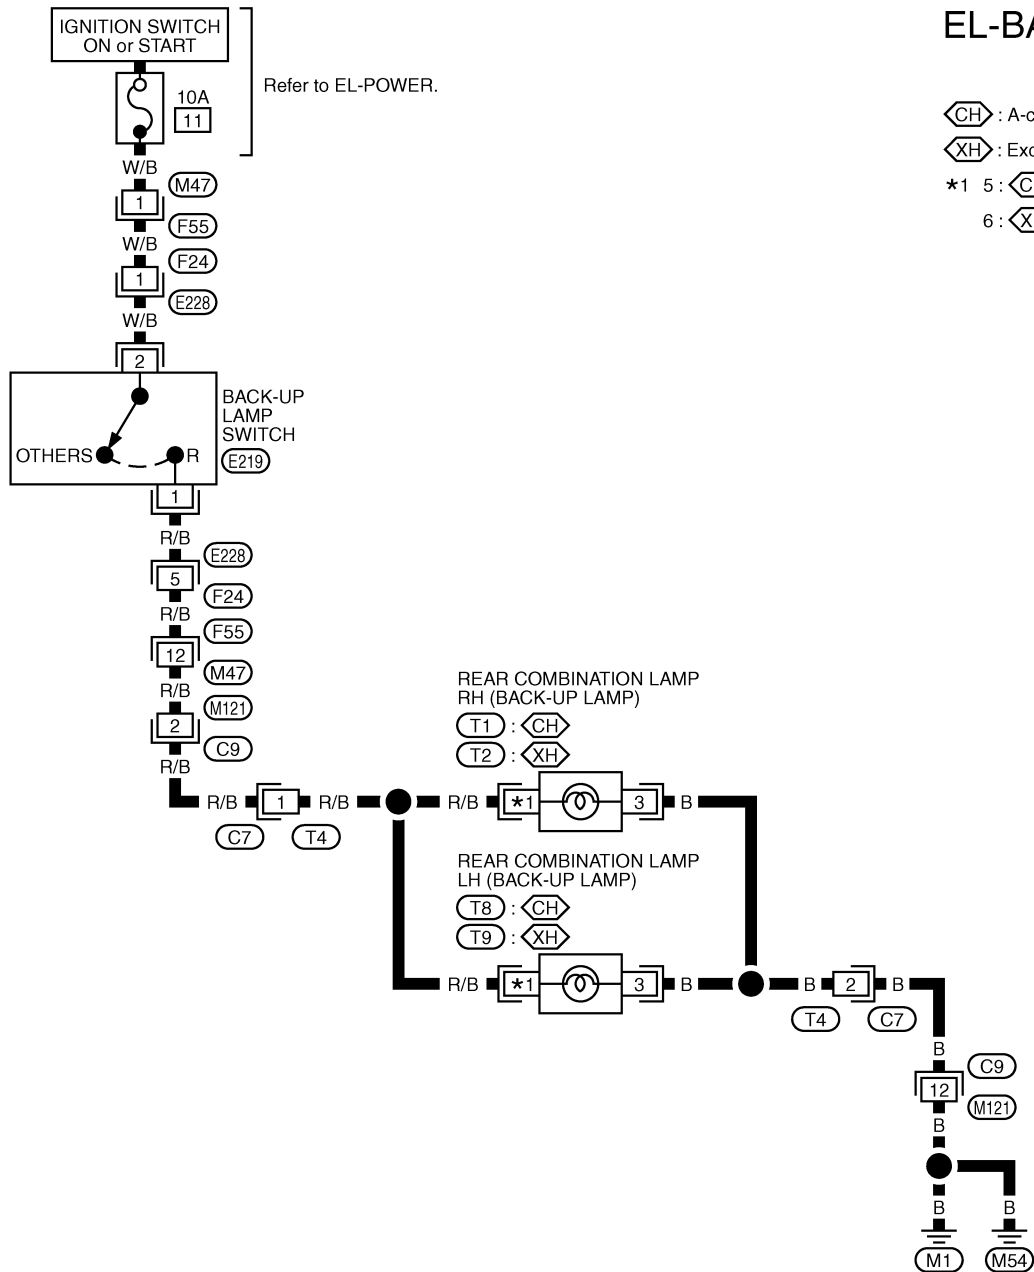 IGNITION SWITCH
ON or START
Refer to EL-POWER.
10A
11
W/B
M47
1
F55
W/B
F24
1
E228
W/B
2
BACK-UP
LAMP
SWITCH
E219
OTHERS
R
1
R/B
E228
5
F24
R/B
F55
12
M47
R/B
M121
2
C9
R/B
R/B
1
R/B
C7
T4
REAR COMBINATION LAMP
RH (BACK-UP LAMP)
T1 : CH
T2 : XH
R/B
*1
3
B
REAR COMBINATION LAMP
LH (BACK-UP LAMP)
T8 : CH
T9 : XH
R/B
*1
3
B
B
2
B
T4
C7
B
C9
12
M121
B
B
B
M1
M54
EL-BA
CH : A-c
XH : Exc
*1 5 : C
6 : X